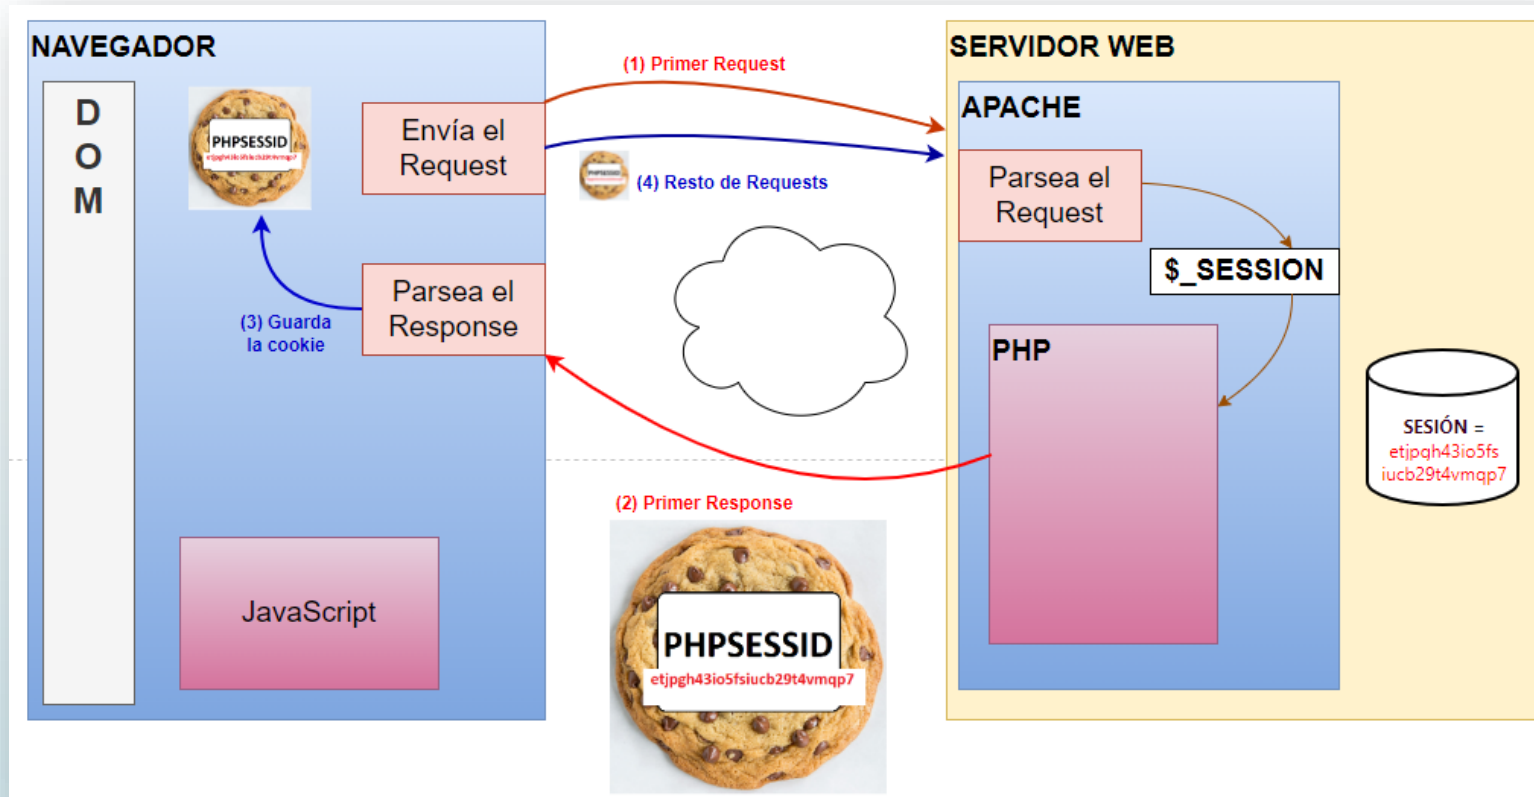 NAVEGADOR
D
O
M
PHPSESSID
etjpgh43io5fsiucb29t4vmqp7
Envía el
Request
(1) Primer Request
(4) Resto de Requests
Parsea el
Response
(3) Guarda
la cookie
JavaScript
(2) Primer Response
PHPSESSID
etjpgh43io5fsiucb29t4vmqp7
SERVIDOR WEB
APACHE
Parsea el
Request
$_SESSION
PHP
SESIÓN =
etjpgh43io5fs
iucb29t4vmqp7